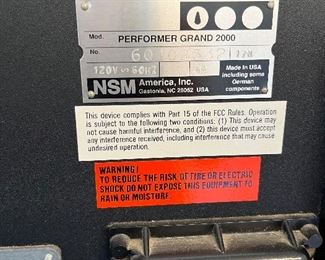 Mod. PERFORMER GRAND 2000
No.
120V~60HZ
Made in USA
including some
German
components
NSM America, Inc.
Gastonia, NC 28052 USA
This device complies with Part 15 of the FCC Rules. Operation
is subject to the following two conditions: (1) This device may
not cause harmful interference, and (2) this device must accept
any interference received, including interference that may cause
undesired operation.
WARNING!
TO REDUCE THE RISK OF FIRE OR ELECTRIC
SHOCK DO NOT EXPOSE THIS EQUIPMENT TO
RAIN OR MOISTURE.